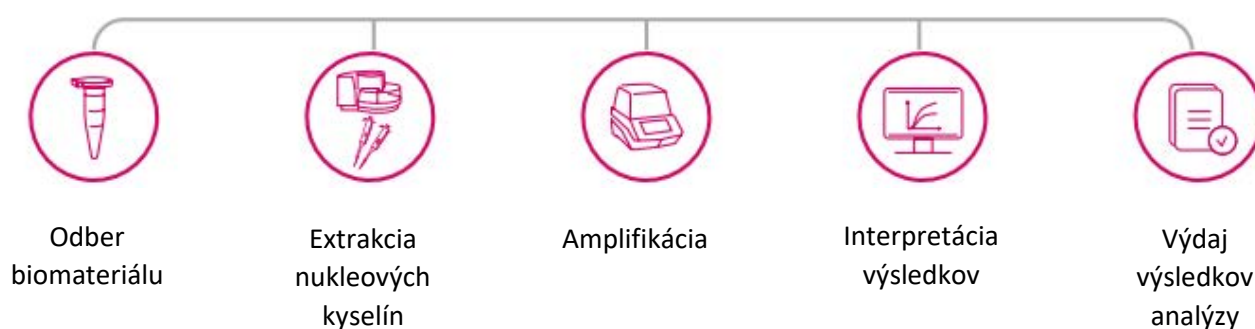 Odber
biomateriálu
Extrakcia
nukleových
kyselín
Amplifikácia
Interpretácia
výsledkov
Výdaj
výsledkov
analýzy